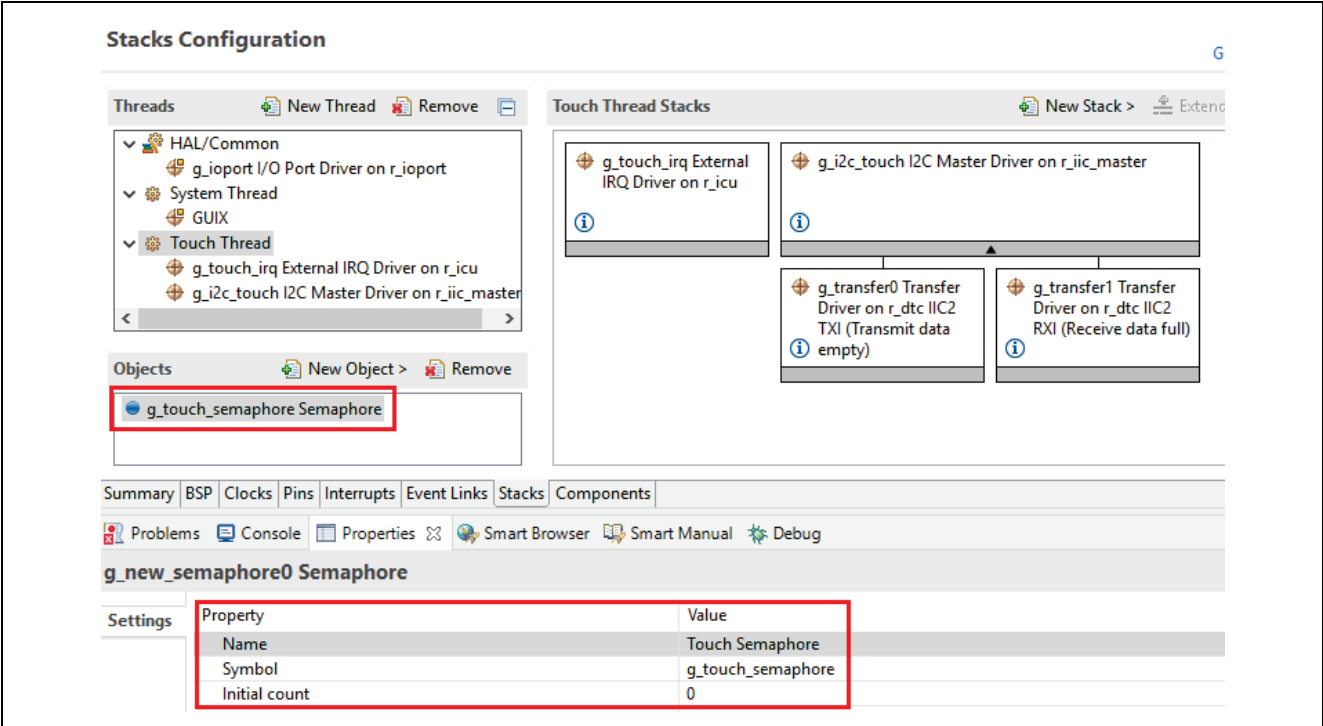 Stacks Configuration
G
Threads
New Thread
Remove
HAL/Common
g_ioport I/O Port Driver on r_ioport
System Thread
GUIX
Touch Thread
g_touch_irq External IRQ Driver on r_icu
g_i2c_touch I2C Master Driver on r_iic_master
Objects
New Object >
Remove
g_touch_semaphore Semaphore
Touch Thread Stacks
New Stack >
Extend
g_touch_irq External
IRQ Driver on r_icu
g_i2c_touch I2C Master Driver on r_iic_master
g_transfer0 Transfer
Driver on r_dtc IIC2
TXI (Transmit data
empty)
g_transfer1 Transfer
Driver on r_dtc IIC2
RXI (Receive data full)
Summary BSP Clocks Pins Interrupts Event Links Stacks Components
Problems Console Properties Smart Browser Smart Manual Debug
g_new_semaphore0 Semaphore
Settings
Property Value
Name Touch Semaphore
Symbol g_touch_semaphore
Initial count 0